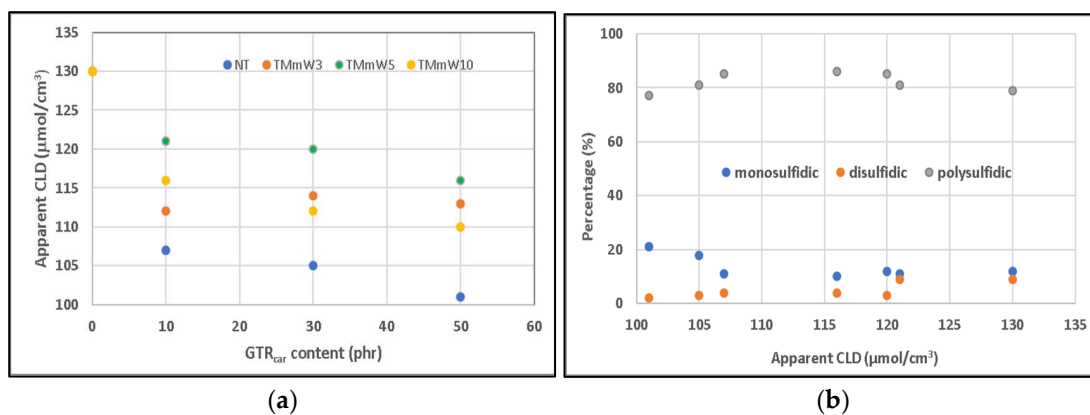 135
130
125
120
115
110
105
100
Apparent CLD (µmol/cm³)
NT TMmW3 TMmW5 TMmW10
0 10 20 30 40 50 60
GTRcar content (phr)
(a)
100
80
60
40
20
0
Percentage (%)
monosulfidic disulfidic polysulfidic
100 105 110 115 120 125 130 135
Apparent CLD (µmol/cm³)
(b)